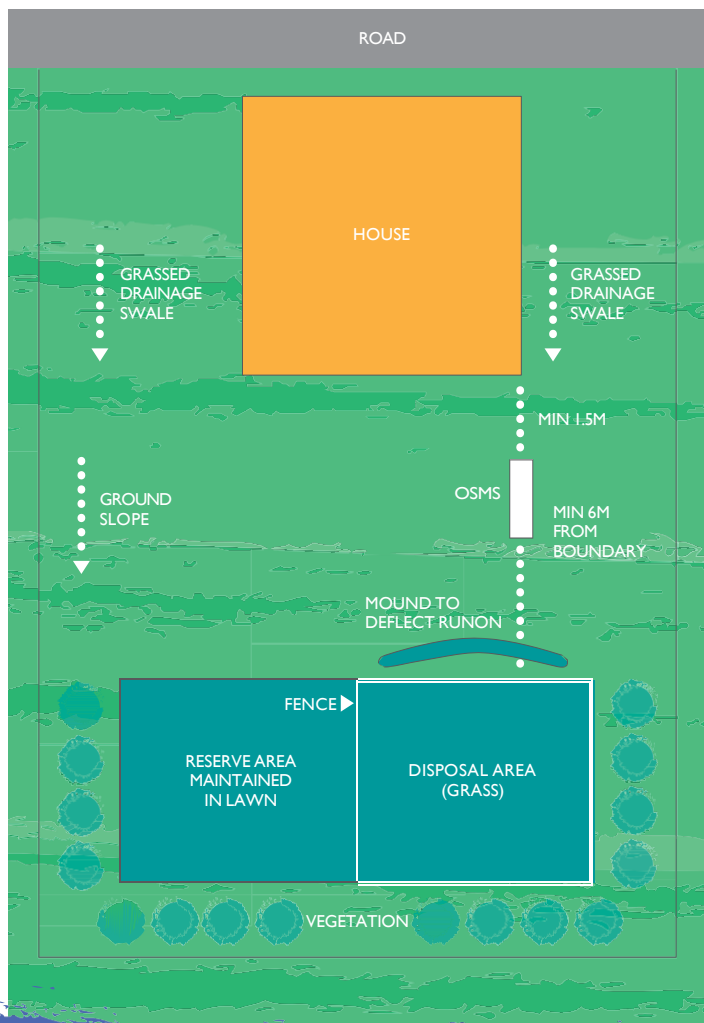 ROAD
HOUSE
GRASSED
DRAINAGE
SWALE
GRASSED
DRAINAGE
SWALE
MIN 1.5M
GROUND
SLOPE
OSMS
MIN 6M
FROM
BOUNDARY
MOUND TO
DEFLECT RUNON
FENCE
RESERVE AREA
MAINTAINED
IN LAWN
DISPOSAL AREA
(GRASS)
VEGETATION